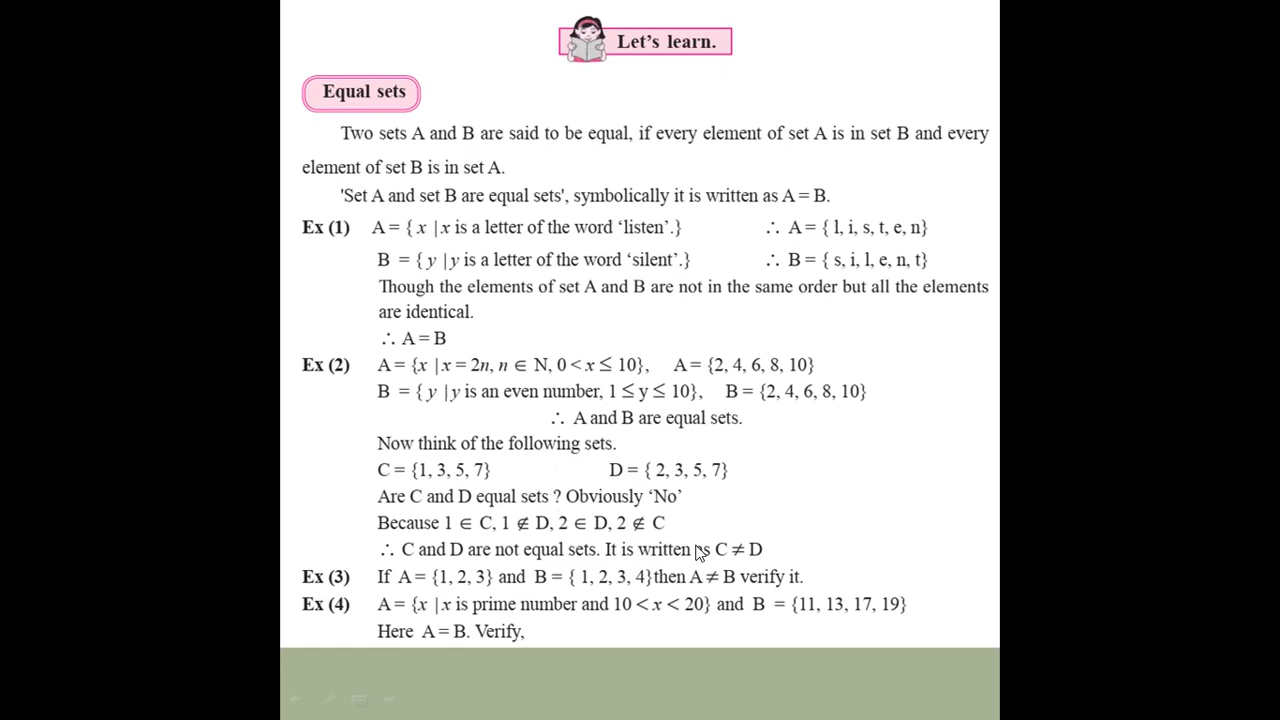 Let's learn.
Equal sets
Two sets A and B are said to be equal, if every element of set A is in set B and every
element of set B is in set A.
'Set A and set B are equal sets', symbolically it is written as A = B.
Ex (1) A = { x | x is a letter of the word ‘listen’.} ∴ A = { l, i, s, t, e, n}
B = { y | y is a letter of the word ‘silent’.} ∴ B = { s, i, l, e, n, t}
Though the elements of set A and B are not in the same order but all the elements
are identical.
∴ A = B
Ex (2) A = {x | x = 2n, n ∈ N, 0 < x ≤ 10}, A = {2, 4, 6, 8, 10}
B = { y | y is an even number, 1 ≤ y ≤ 10}, B = {2, 4, 6, 8, 10}
∴ A and B are equal sets.
Now think of the following sets.
C = {1, 3, 5, 7} D = { 2, 3, 5, 7}
Are C and D equal sets ? Obviously ‘No’
Because 1 ∈ C, 1 ∉ D, 2 ∈ D, 2 ∉ C
∴ C and D are not equal sets. It is written as C ≠ D
Ex (3) If A = {1, 2, 3} and B = { 1, 2, 3, 4}then A ≠ B verify it.
Ex (4) A = {x | x is prime number and 10 < x < 20} and B = {11, 13, 17, 19}
Here A = B. Verify,